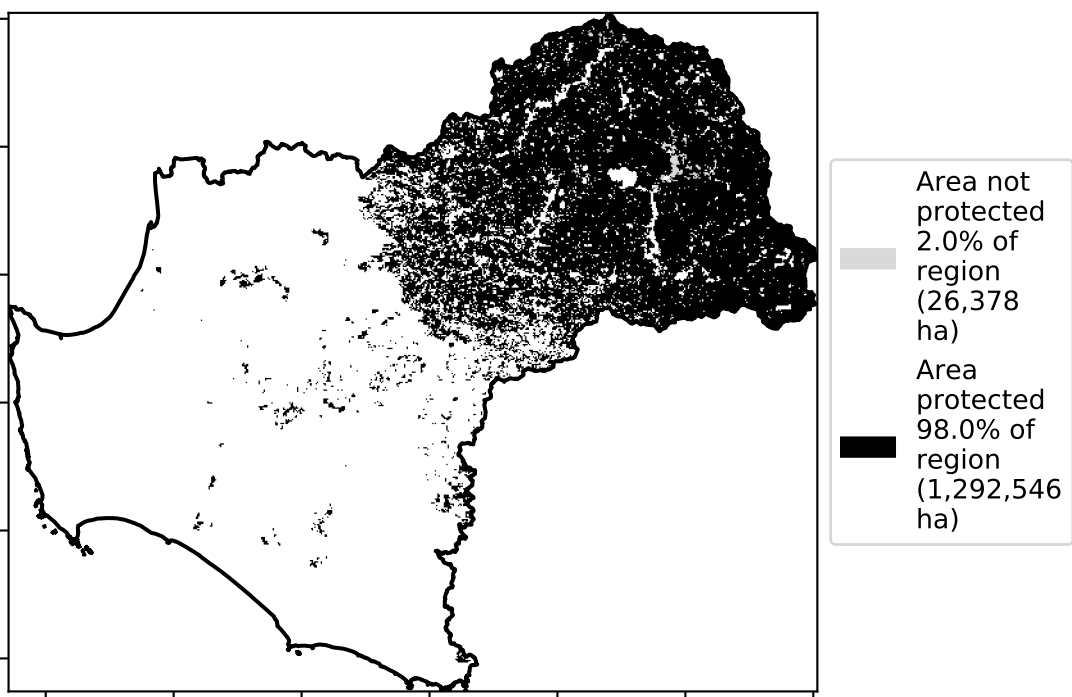 Area not
protected
2.0% of
region
(26,378
ha)
Area
protected
98.0% of
region
(1,292,546
ha)